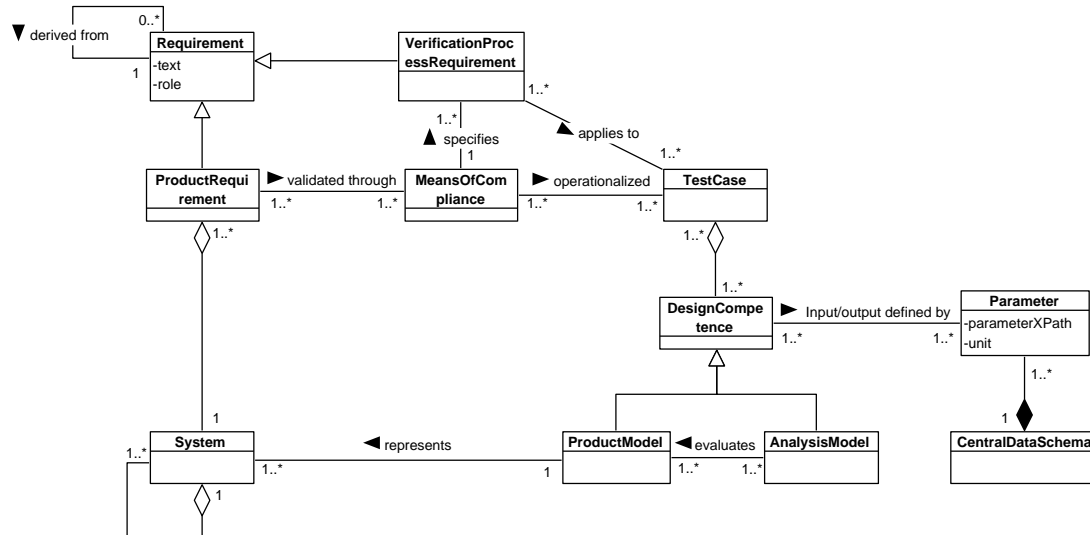 0..*
derived from
1
Requirement
-text
-role
VerificationProc
essRequirement
1..*
1..*
specifies
1
applies to
1..*
ProductRequi
rement
1..*
validated through
1..*
1..*
MeansOfCom
pliance
operationalized
1..*
1..*
TestCase
1..*
1..*
DesignCompe
tence
Input/output defined by
1..*
1..*
Parameter
-parameterXPath
-unit
1..*
1
1
System
1..*
1..*
represents
1
ProductModel
evaluates
1..*
1..*
AnalysisModel
CentralDataSchema
1